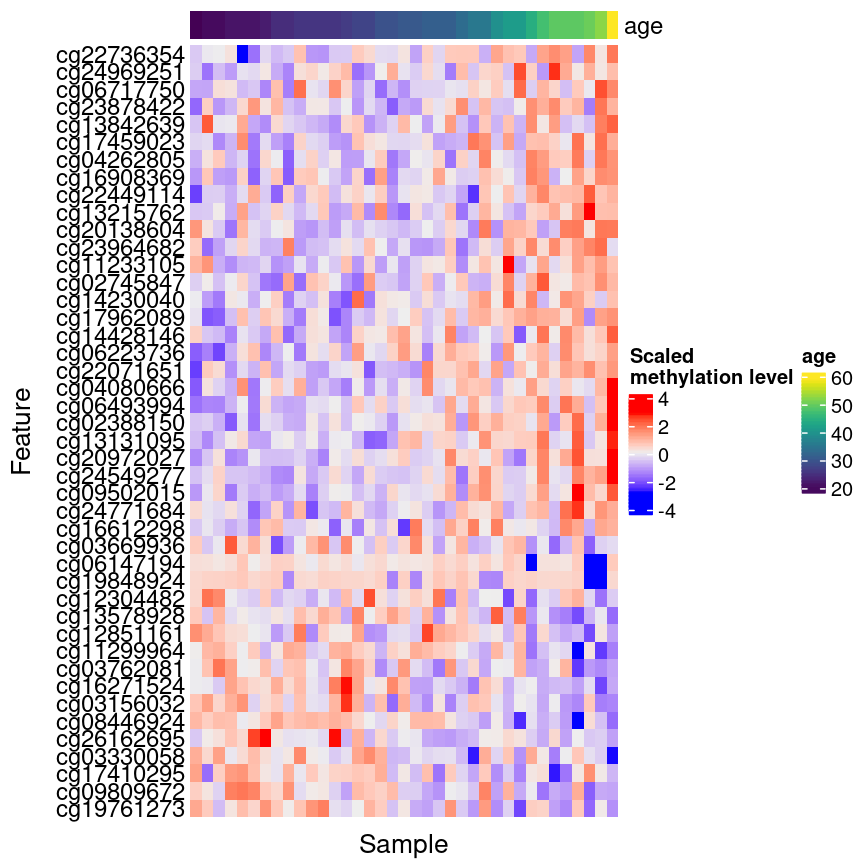 age
cg22736354
cg24969251
cg06717750
cg23878422
cg13842639
cg17459023
cg04262805
cg16908369
cg22449114
cg13215762
cg20138604
cg23964682
cg11233105
cg02745847
cg14230040
cg17962089
cg14428146
cg06223736
cg22071651
cg04080666
cg06493994
cg02388150
cg13131095
cg20972027
cg24549277
cg09502015
cg24771684
cg16612298
cg03669936
cg06147194
cg19848924
cg12304482
cg13578928
cg12851161
cg11299964
cg03762081
cg16271524
cg03156032
cg08446924
cg26162695
cg03330058
cg17410295
cg09809672
cg19761273
Feature
Sample
Scaled
methylation level
4
2
0
-2
-4
age
60
50
40
30
20